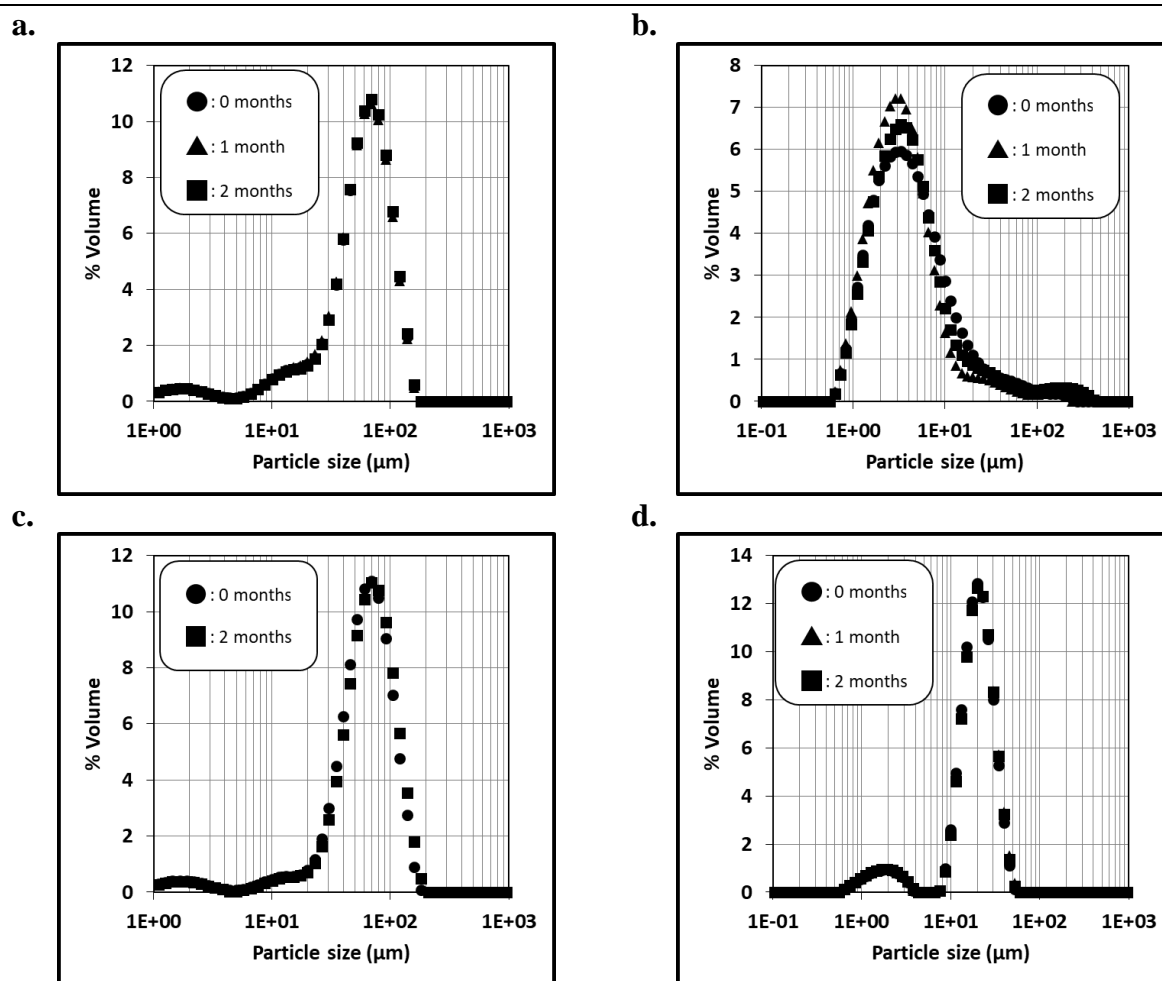 a.
12
10
8
6
4
2
0
% Volume
: 0 months
: 1 month
: 2 months
1E+00 1E+01 1E+02 1E+03
Particle size (µm)
b.
8
7
6
5
4
3
2
1
0
% Volume
: 0 months
: 1 month
: 2 months
1E-01 1E+00 1E+01 1E+02 1E+03
Particle size (µm)
c.
12
10
8
6
4
2
0
% Volume
: 0 months
: 2 months
1E+00 1E+01 1E+02 1E+03
Particle size (µm)
d.
14
12
10
8
6
4
2
0
% Volume
: 0 months
: 1 month
: 2 months
1E-01 1E+00 1E+01 1E+02 1E+03
Particle size (µm)